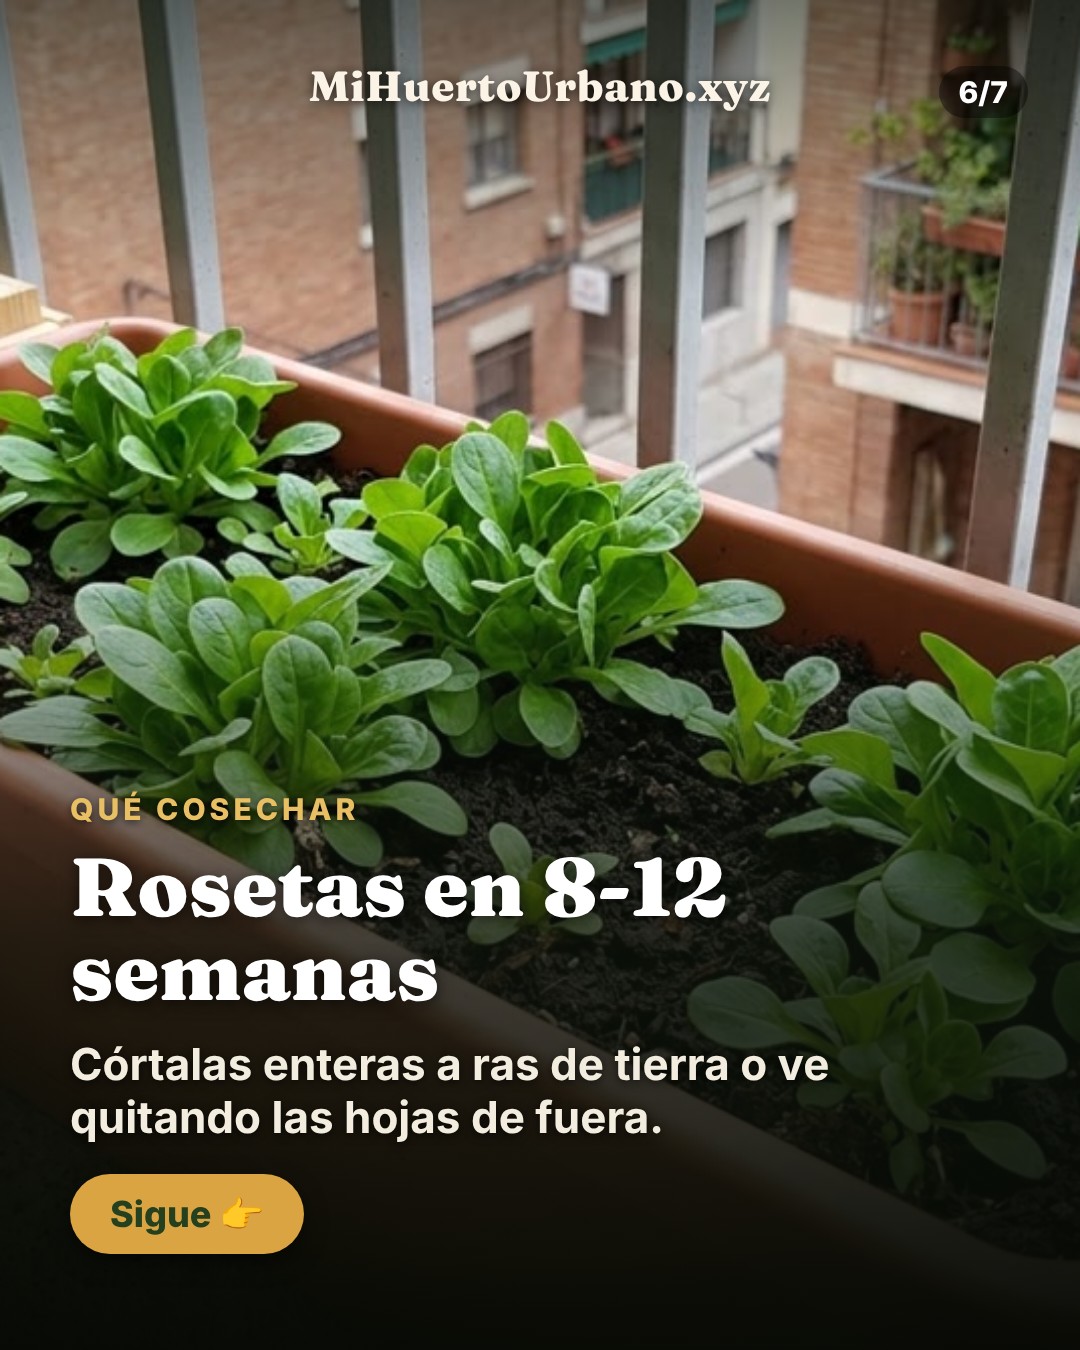 MiHuertoUrbano.xyz
6/7
QUÉ COSECHAR
Rosetas en 8-12
semanas
Córtalas enteras a ras de tierra o ve
quitando las hojas de fuera.
Sigue 👉